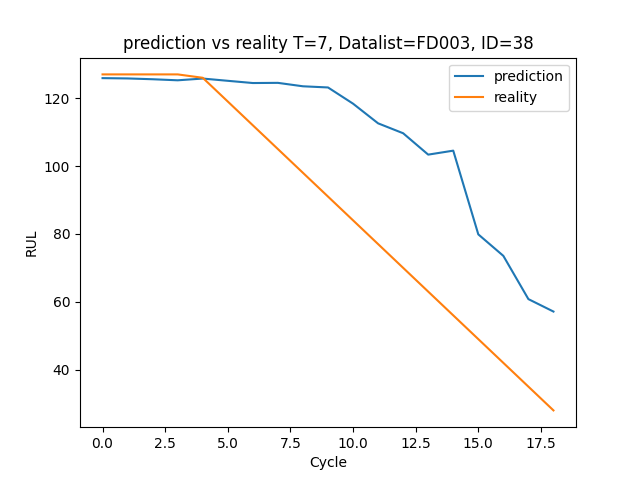 prediction vs reality T=7, Datalist=FD003, ID=38
prediction
reality
120
100
80
60
40
RUL
0.0 2.5 5.0 7.5 10.0 12.5 15.0 17.5
Cycle